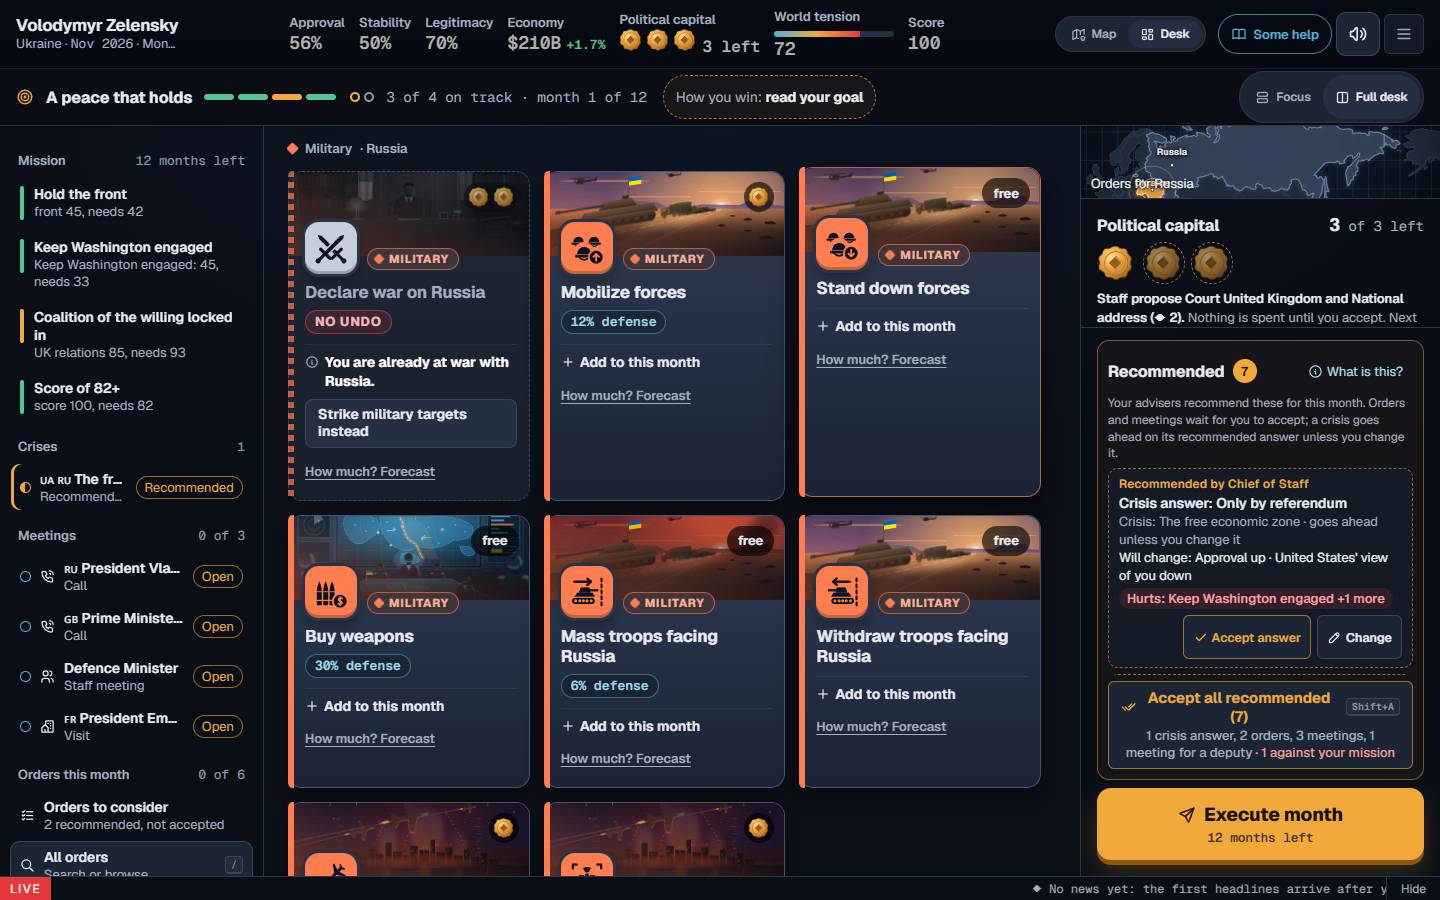 Volodymyr Zelensky
Ukraine · Nov 2026 · Mon...
Approval
56%
Stability
50%
Legitimacy
70%
Economy
$210B +1.7%
Political capital
3 left
World tension
72
Score
100
Map
Desk
Some help
A peace that holds
3 of 4 on track · month 1 of 12
How you win: read your goal
Focus
Full desk
Mission
12 months left
Hold the front
front 45, needs 42
Keep Washington engaged
Keep Washington engaged: 45,
needs 33
Coalition of the willing locked
in
UK relations 85, needs 93
Score of 82+
score 100, needs 82
Crises
1
UA RU The fr...
Recommend...
Recommended
Meetings
0 of 3
RU President Vla...
Call
Open
GB Prime Ministe...
Call
Open
Defence Minister
Staff meeting
Open
FR President Em...
Visit
Open
Orders this month
0 of 6
Orders to consider
2 recommended, not accepted
All orders
Search or browse
/
Military · Russia
MILITARY
Declare war on Russia
NO UNDO
You are already at war with
Russia.
Strike military targets
instead
How much? Forecast
MILITARY
Mobilize forces
12% defense
+ Add to this month
How much? Forecast
free
MILITARY
Stand down forces
+ Add to this month
How much? Forecast
free
MILITARY
Buy weapons
30% defense
+ Add to this month
How much? Forecast
free
MILITARY
Mass troops facing
Russia
6% defense
+ Add to this month
How much? Forecast
free
MILITARY
Withdraw troops facing
Russia
+ Add to this month
How much? Forecast
Russia
Orders for Russia
Political capital
3 of 3 left
Staff propose Court United Kingdom and National
address (◆ 2). Nothing is spent until you accept. Next
Recommended 7
What is this?
Your advisers recommend these for this month. Orders
and meetings wait for you to accept; a crisis goes
ahead on its recommended answer unless you change
it.
Recommended by Chief of Staff
Crisis answer: Only by referendum
Crisis: The free economic zone · goes ahead
unless you change it
Will change: Approval up · United States' view
of you down
Hurts: Keep Washington engaged +1 more
Accept answer
Change
Accept all recommended
(7)
Shift+A
1 crisis answer, 2 orders, 3 meetings, 1
meeting for a deputy · 1 against your mission
Execute month
12 months left
LIVE
◆ No news yet: the first headlines arrive after y
Hide